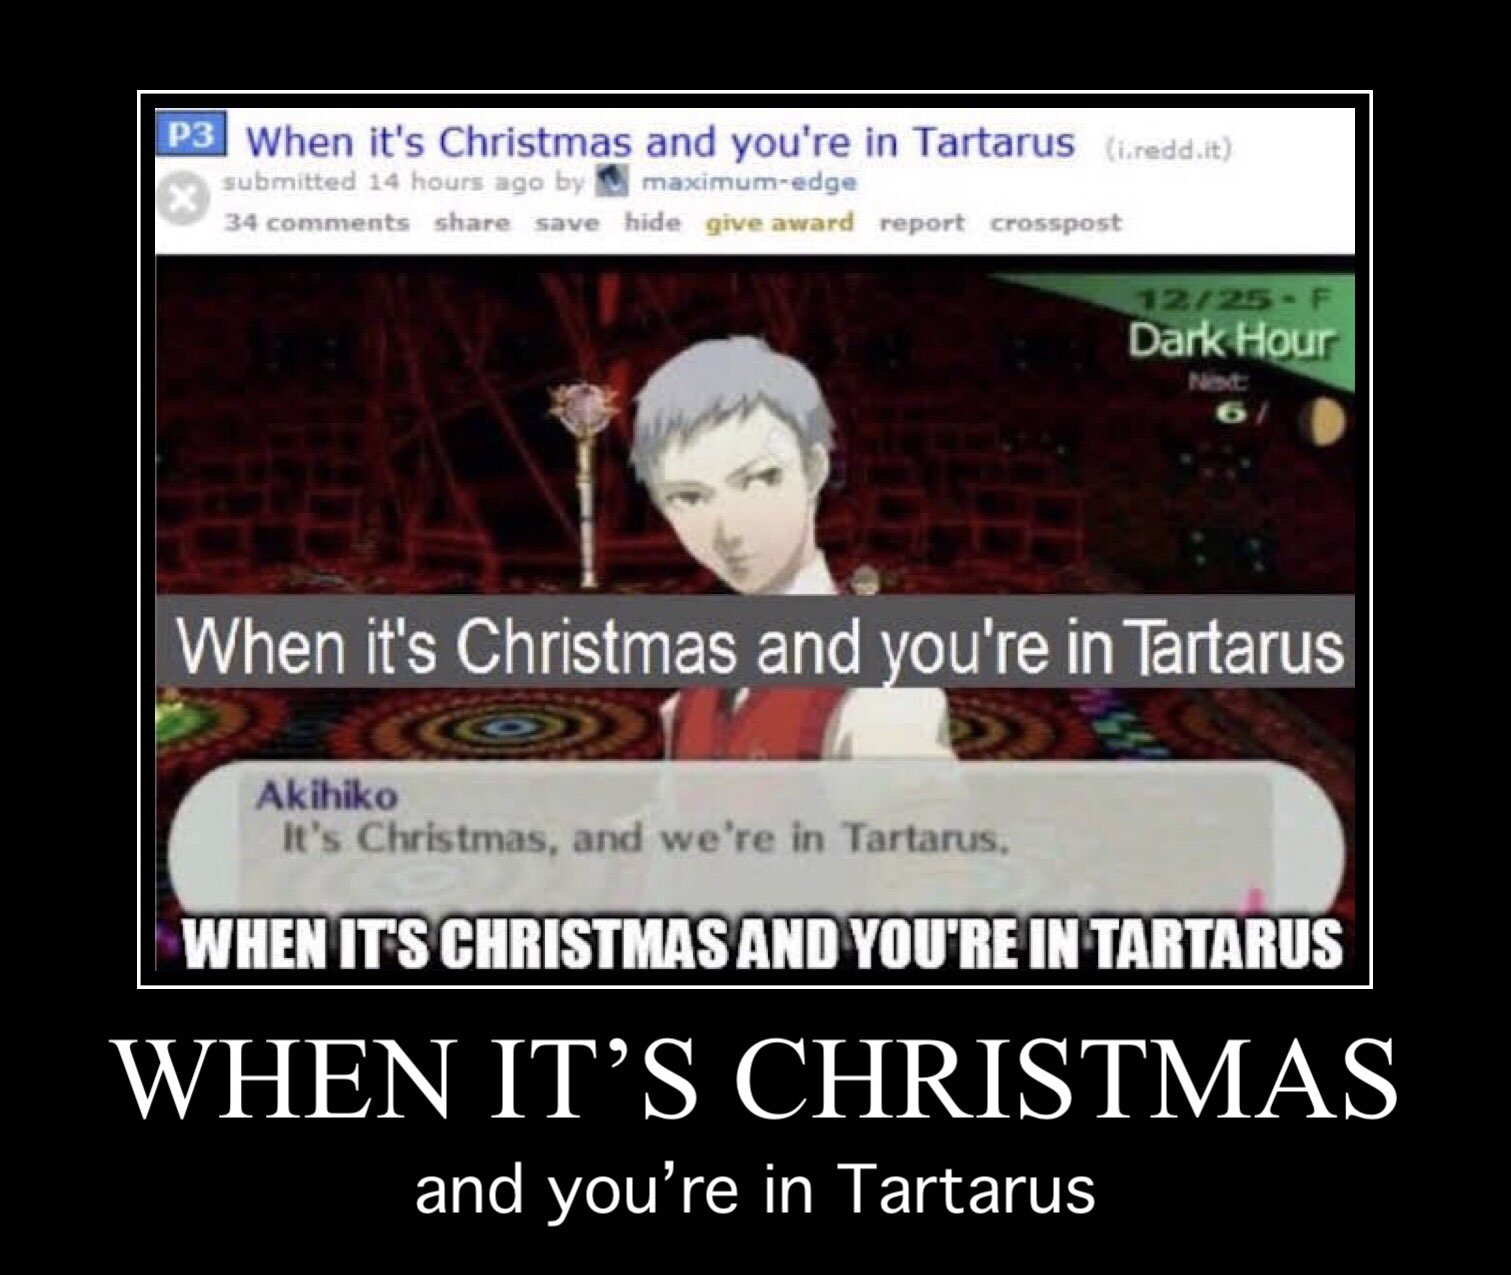 P3 When it's Christmas and you're in Tartarus (i.redd.it)
submitted 14 hours ago by maximum-edge
34 comments share save hide give award report crosspost
12/25 - F
Dark Hour
Next:
6/
When it's Christmas and you're in Tartarus
Akihiko
It's Christmas, and we're in Tartarus.
WHEN IT'S CHRISTMAS AND YOU'RE IN TARTARUS
WHEN IT’S CHRISTMAS
and you’re in Tartarus